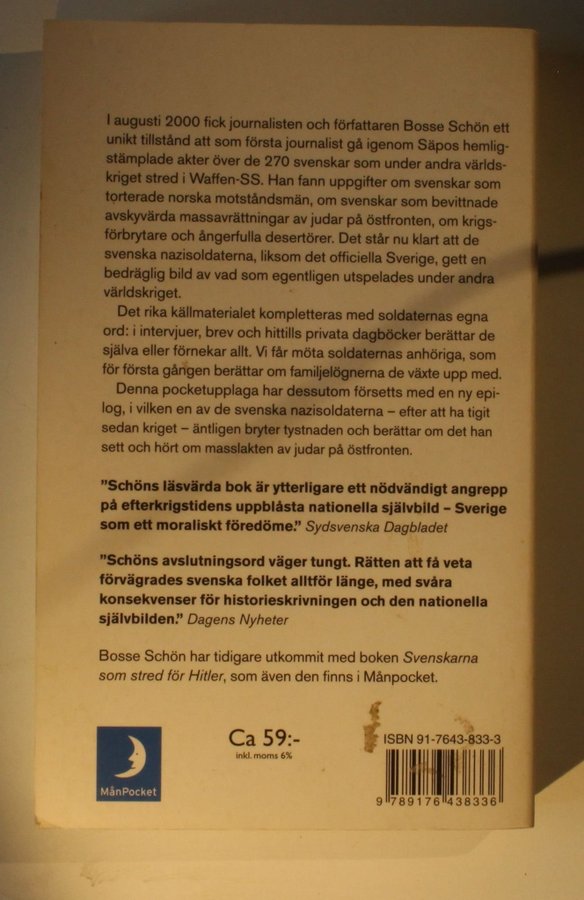 I augusti 2000 fick journalisten och författaren Bosse Schön ett
unikt tillstånd att som första journalist gå igenom Säpos hemlig-
stämplade akter över de 270 svenskar som under andra världs-
kriget stred i Waffen-SS. Han fann uppgifter om svenskar som
torterade norska motståndsmän, om svenskar som bevittnade
avskyvärda massavrättningar av judar på östfronten, om krigs-
förbrytare och ångerfulla desertörer. Det står nu klart att de
svenska nazisoldaterna, liksom det officiella Sverige, gett en
bedräglig bild av vad som egentligen utspelades under andra
världskriget.
Det rika källmaterialet kompletteras med soldaternas egna
ord: i intervjuer, brev och hittills privata dagböcker berättar de
själva eller förnekar allt. Vi får möta soldaternas anhöriga, som
för första gången berättar om familjelögnerna de växte upp med.
Denna pocketupplaga har dessutom försetts med en ny epi-
log, i vilken en av de svenska nazisoldaterna – efter att ha tigit
sedan kriget – äntligen bryter tystnaden och berättar om det han
sett och hört om masslakten av judar på östfronten.
"Schöns läsvärda bok är ytterligare ett nödvändigt angrepp
på efterkrigstidens uppblåsta nationella självbild – Sverige
som ett moraliskt föredöme." Sydsvenska Dagbladet
"Schöns avslutningsord väger tungt. Rätten att få veta
förvägrades svenska folket alltför länge, med svåra
konsekvenser för historieskrivningen och den nationella
självbilden." Dagens Nyheter
Bosse Schön har tidigare utkommit med boken Svenskarna
som stred för Hitler, som även den finns i Månpocket.
MånPocket
Ca 59:-
inkl. moms 6%
ISBN 91-7643-833-3
9 789176 438336